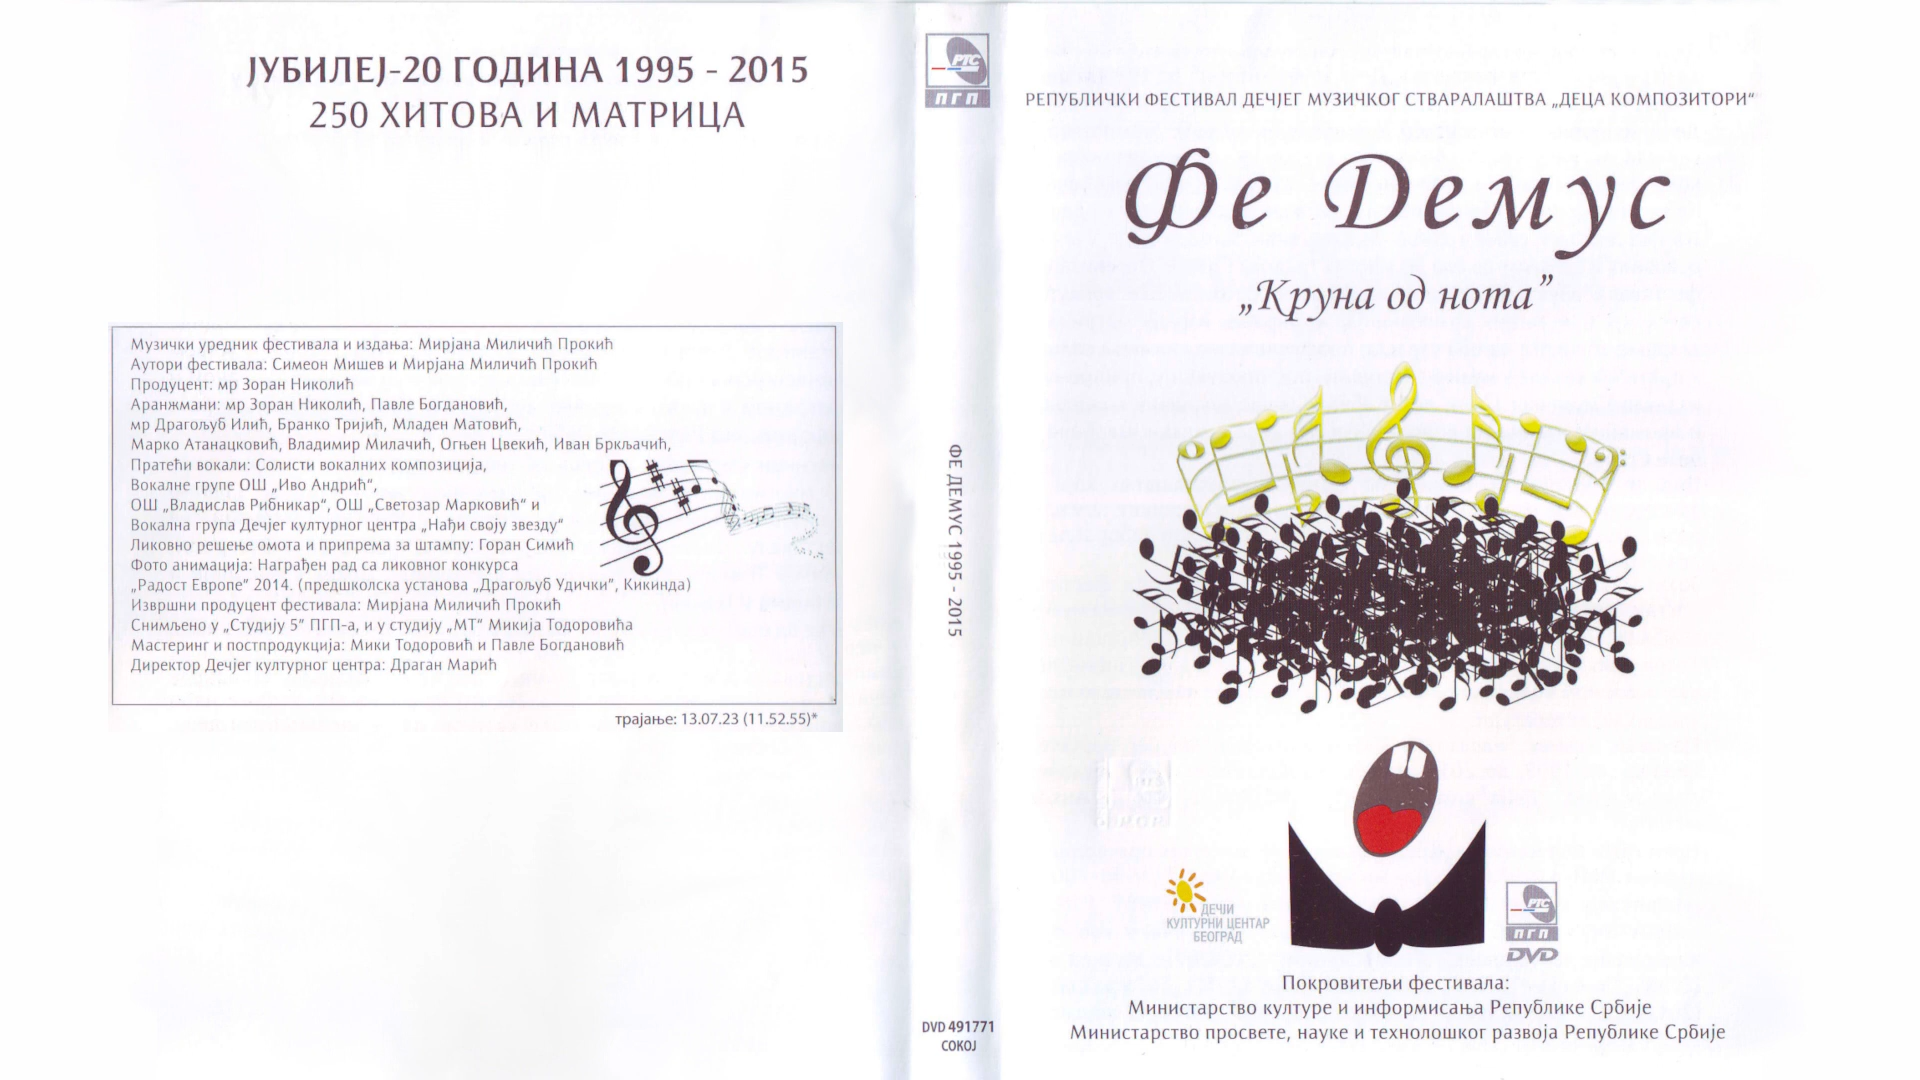 ЈУБИЛЕЈ-20 ГОДИНА 1995 - 2015
250 ХИТОВА И МАТРИЦА
Музички уредник фестивала и издања: Мирјана Миличић Прокић
Аутори фестивала: Симеон Мишев и Мирјана Миличић Прокић
Продуцент: мр Зоран Николић
Аранжмани: мр Зоран Николић, Павле Богдановић,
мр Драгољуб Илић, Бранко Тријић, Младен Матовић,
Марко Атанацковић, Владимир Милачић, Огњен Цвекић, Иван Бркљачић,
Пратећи вокали: Солисти вокалних композиција,
Вокалне групе ОШ „Иво Андрић“,
ОШ „Владислав Рибникар“, ОШ „Светозар Марковић“ и
Вокална група Дечјег културног центра „Нађи своју звезду“
Ликовно решење омота и припрема за штампу: Горан Симић
Фото анимација: Награђен рад са ликовног конкурса
„Радост Европе” 2014. (предшколска установа „Драгољуб Удички”, Кикинда)
Извршни продуцент фестивала: Мирјана Миличић Прокић
Снимљено у „Студију 5” ПГП-а, и у студију „МТ“ Микија Тодоровића
Мастеринг и постпродукција: Мики Тодоровић и Павле Богдановић
Директор Дечјег културног центра: Драган Марић
трајање: 13.07.23 (11.52.55)*
РТС
ПГП
ФЕ ДЕМУС 1995 - 2015
DVD 491771
СОКОЈ
РЕПУБЛИЧКИ ФЕСТИВАЛ ДЕЧЈЕГ МУЗИЧКОГ СТВАРАЛАШТВА „ДЕЦА КОМПОЗИТОРИ“
Фе Демус
„Круна од нота”
ДЕЧЈИ
КУЛТУРНИ ЦЕНТАР
БЕОГРАД
РТС
ПГП
DVD
Покровитељи фестивала:
Министарство културе и информисања Републике Србије
Министарство просвете, науке и технолошког развоја Републике Србије